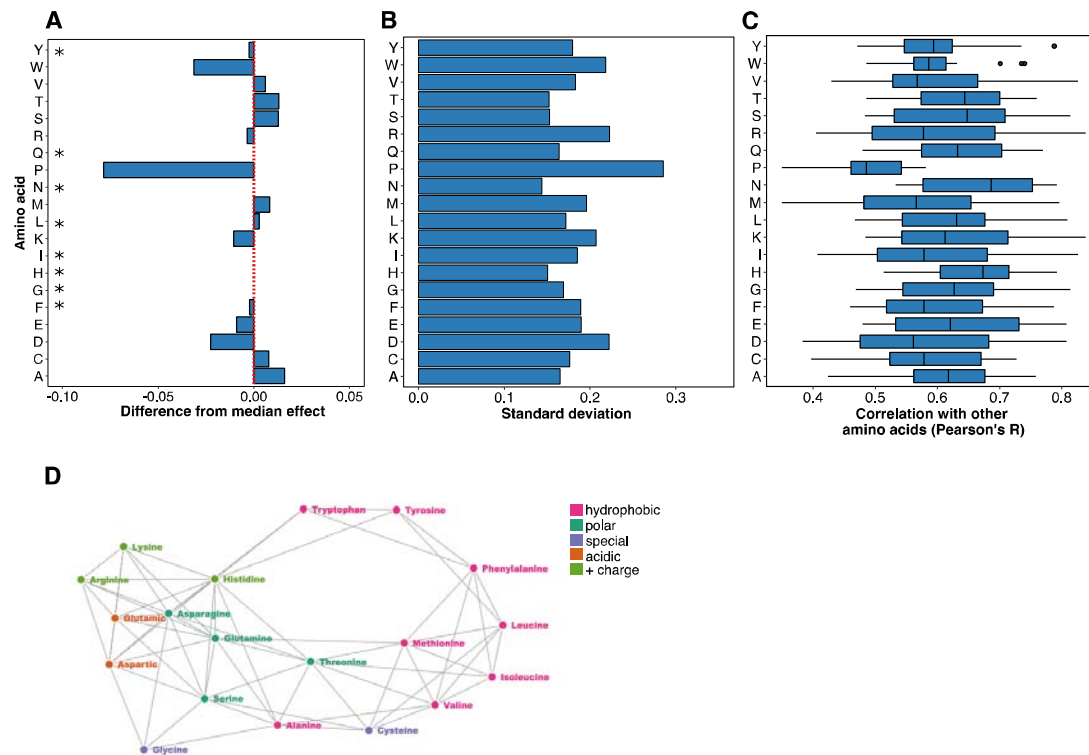 A
B
C
Amino acid
Y *
W
V
T
S
R
Q *
P
N *
M
L *
K
I *
H *
G *
F *
E
D
C
A
-0.10 -0.05 0.00 0.05
Difference from median effect
Y
W
V
T
S
R
Q
P
N
M
L
K
I
H
G
F
E
D
C
A
0.0 0.1 0.2 0.3
Standard deviation
Y
W
V
T
S
R
Q
P
N
M
L
K
I
H
G
F
E
D
C
A
0.4 0.5 0.6 0.7 0.8
Correlation with other
amino acids (Pearson's R)
D
Tryptophan
Tyrosine
Lysine
Phenylalanine
Arginine
Histidine
Asparagine
Glutamic
Leucine
Glutamino
Methionine
Aspartic
Threonine
Isoleucine
Serine
Valine
Alanine
Cysteine
Glycine
hydrophobic
polar
special
acidic
+ charge